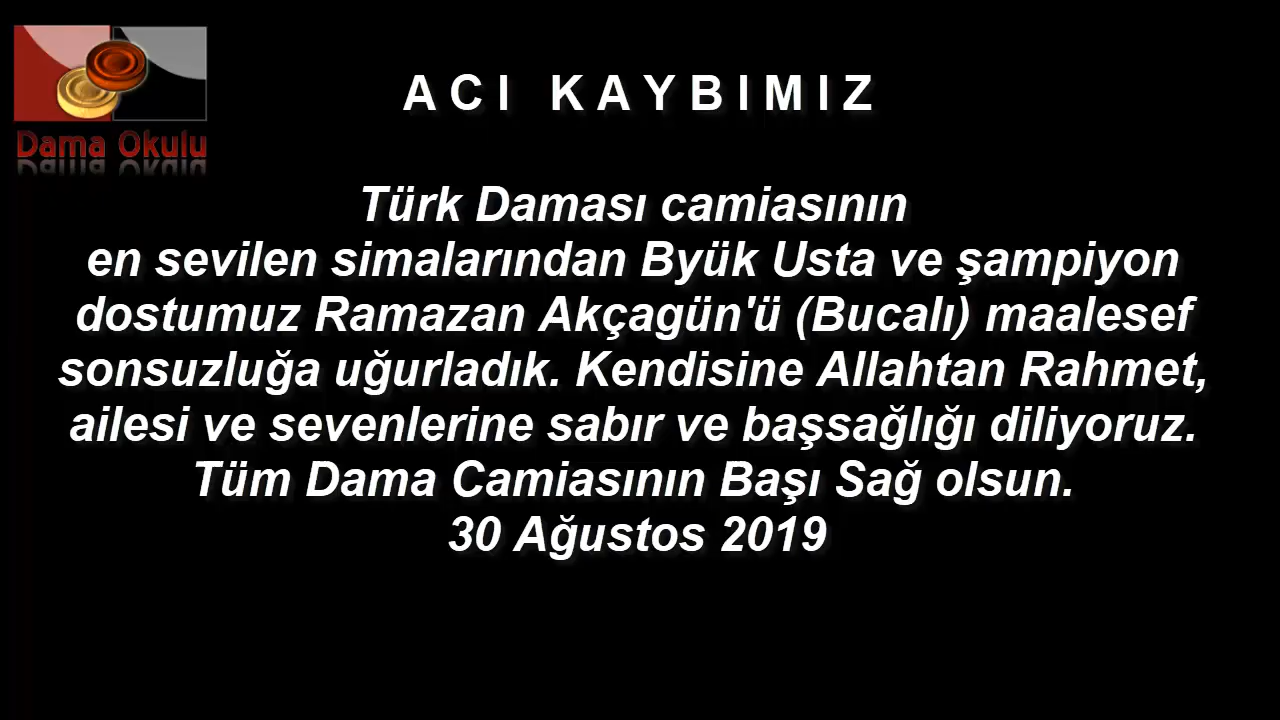 Dama Okulu
ACI KAYBIMIZ
Türk Daması camiasının
en sevilen simalarından Byük Usta ve şampiyon
dostumuz Ramazan Akçagün'ü (Bucalı) maalesef
sonsuzluğa uğurladık. Kendisine Allahtan Rahmet,
ailesi ve sevenlerine sabır ve başsağlığı diliyoruz.
Tüm Dama Camiasının Başı Sağ olsun.
30 Ağustos 2019